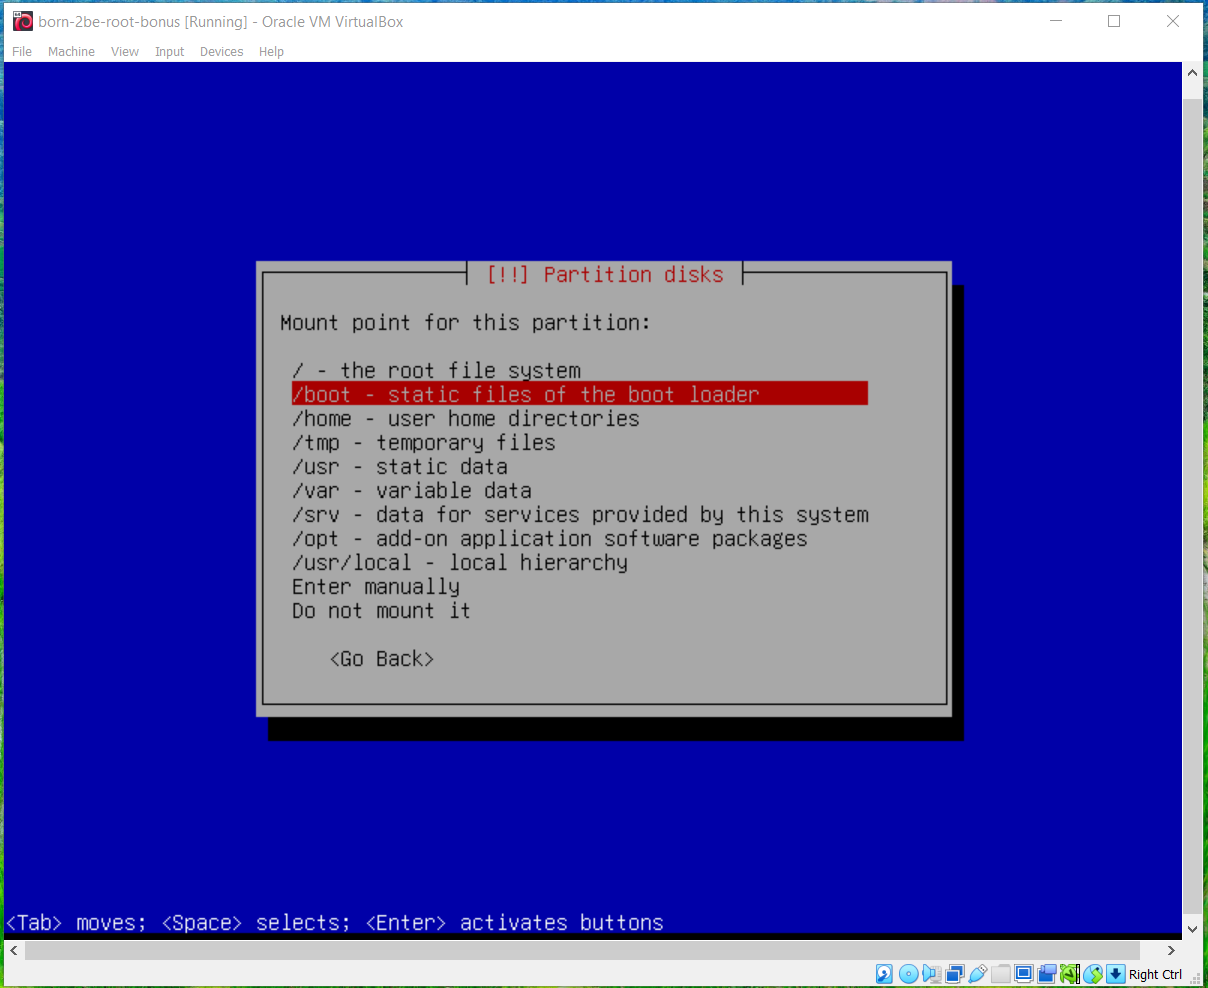 born-2be-root-bonus [Running] - Oracle VM VirtualBox
File Machine View Input Devices Help
[!!] Partition disks
Mount point for this partition:
/ - the root file system
/boot - static files of the boot loader
/home - user home directories
/tmp - temporary files
/usr - static data
/var - variable data
/srv - data for services provided by this system
/opt - add-on application software packages
/usr/local - local hierarchy
Enter manually
Do not mount it
<Go Back>
<Tab> moves; <Space> selects; <Enter> activates buttons
Right Ctrl